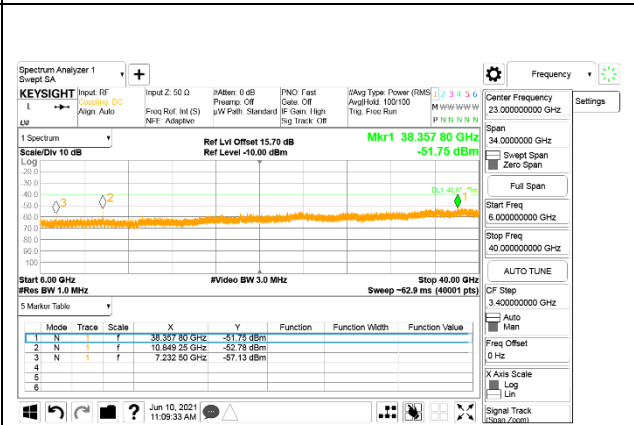 Spectrum Analyzer 1
Swept SA
+
Frequency
KEYSIGHT
Input: RF
Coupling: DC
Align: Auto
Input Z: 50 Ω
Freq Ref: Int (S)
NFE: Adaptive
#Atten: 0 dB
Preamp: Off
µW Path: Standard
PNO: Fast
Gate: Off
IF Gain: High
Sig Track: Off
#Avg Type: Power (RMS
Avg|Hold: 100/100
Trig: Free Run
1 2 3 4 5 6
M W W W W W
P N N N N N
Settings
1 Spectrum
Scale/Div 10 dB
Ref Lvl Offset 15.70 dB
Ref Level -10.00 dBm
Mkr1 38.357 80 GHz
-51.75 dBm
Log
-20.0
-30.0
-40.0
-50.0
-60.0
-70.0
-80.0
-90.0
-100
3
2
1
Start 6.00 GHz
#Res BW 1.0 MHz
#Video BW 3.0 MHz
Stop 40.00 GHz
Sweep ~62.9 ms (40001 pts)
5 Marker Table
Mode Trace Scale X Y Function Function Width Function Value
1 N 1 f 38.357 80 GHz -51.75 dBm
2 N 1 f 10.849 25 GHz -52.78 dBm
3 N 1 f 7.232 50 GHz -57.13 dBm
4
5
6
Jun 10, 2021
11:09:33 AM
?
Center Frequency
23.000000000 GHz
Span
34.0000000 GHz
Swept Span
Zero Span
Full Span
Start Freq
6.000000000 GHz
Stop Freq
40.000000000 GHz
AUTO TUNE
CF Step
3.400000000 GHz
Auto
Man
Freq Offset
0 Hz
X Axis Scale
Log
Lin
Signal Track
(Span Zoom)